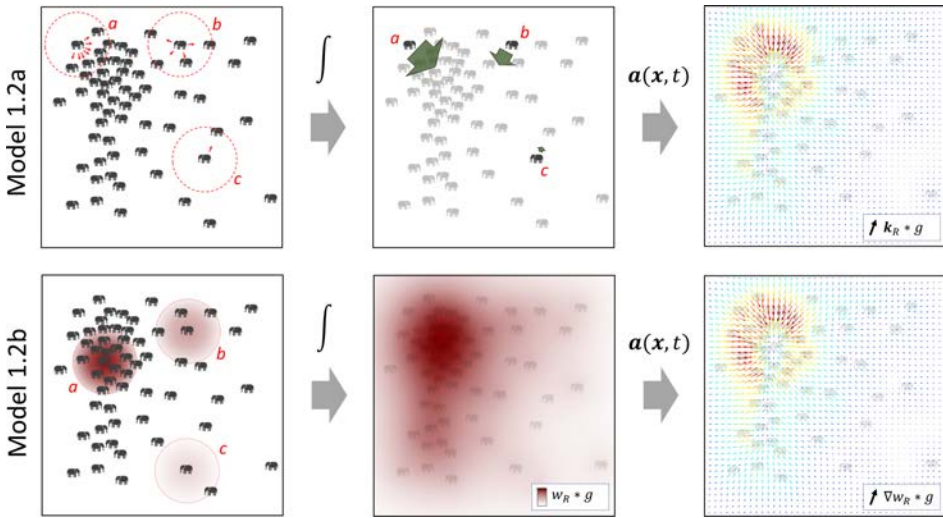 Model 1.2a
a
b
c
∫
a
b
c
a(x, t)
k_R * g
Model 1.2b
a
b
c
∫
w_R * g
a(x, t)
∇w_R * g